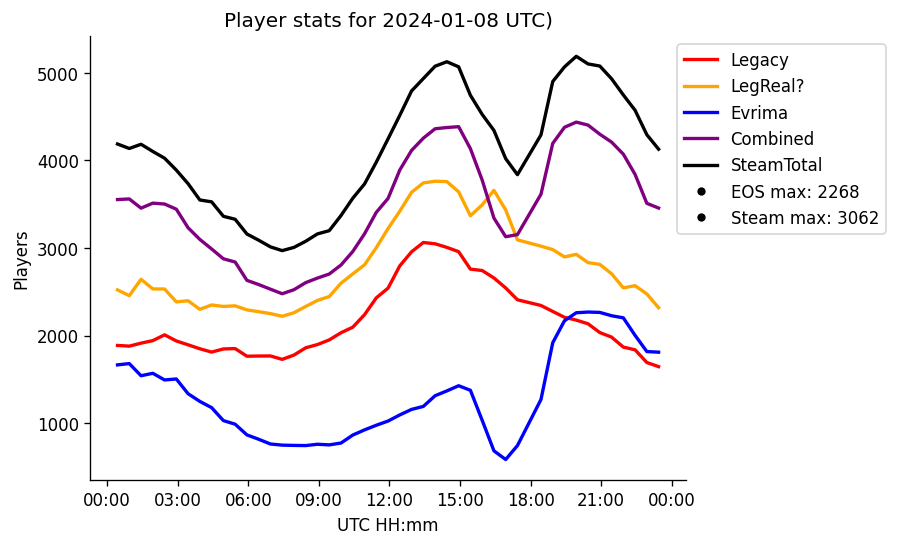 Player stats for 2024-01-08 UTC)
Legacy
LegReal?
Evrima
Combined
SteamTotal
EOS max: 2268
Steam max: 3062
Players
5000
4000
3000
2000
1000
00:00 03:00 06:00 09:00 12:00 15:00 18:00 21:00 00:00
UTC HH:mm